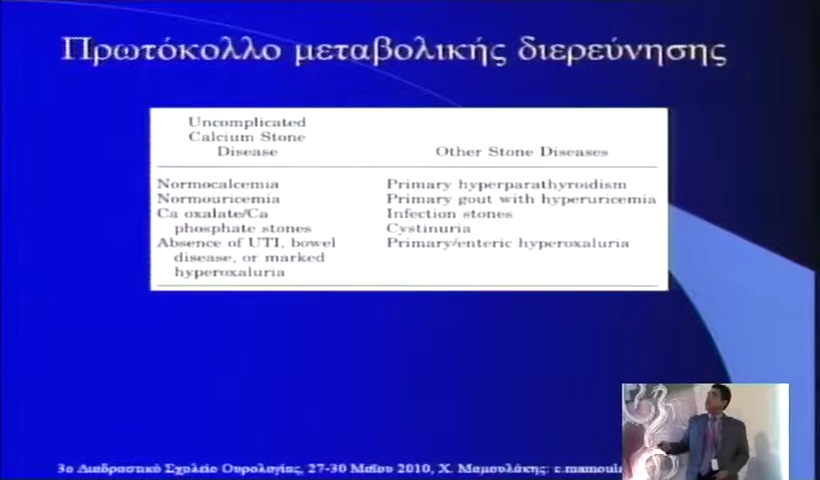 Πρωτόκολλο μεταβολικής διερεύνησης
Uncomplicated
Calcium Stone
Disease
Other Stone Diseases
Normocalcemia
Normouricemia
Ca oxalate/Ca
phosphate stones
Absence of UTI, bowel
disease, or marked
hyperoxaluria
Primary hyperparathyroidism
Primary gout with hyperuricemia
Infection stones
Cystinuria
Primary/enteric hyperoxaluria
3ο Διαδραστικό Σχολείο Ουρολογίας, 27-30 Μαΐου 2010, Χ. Μαμουλάκης: c.mamoula